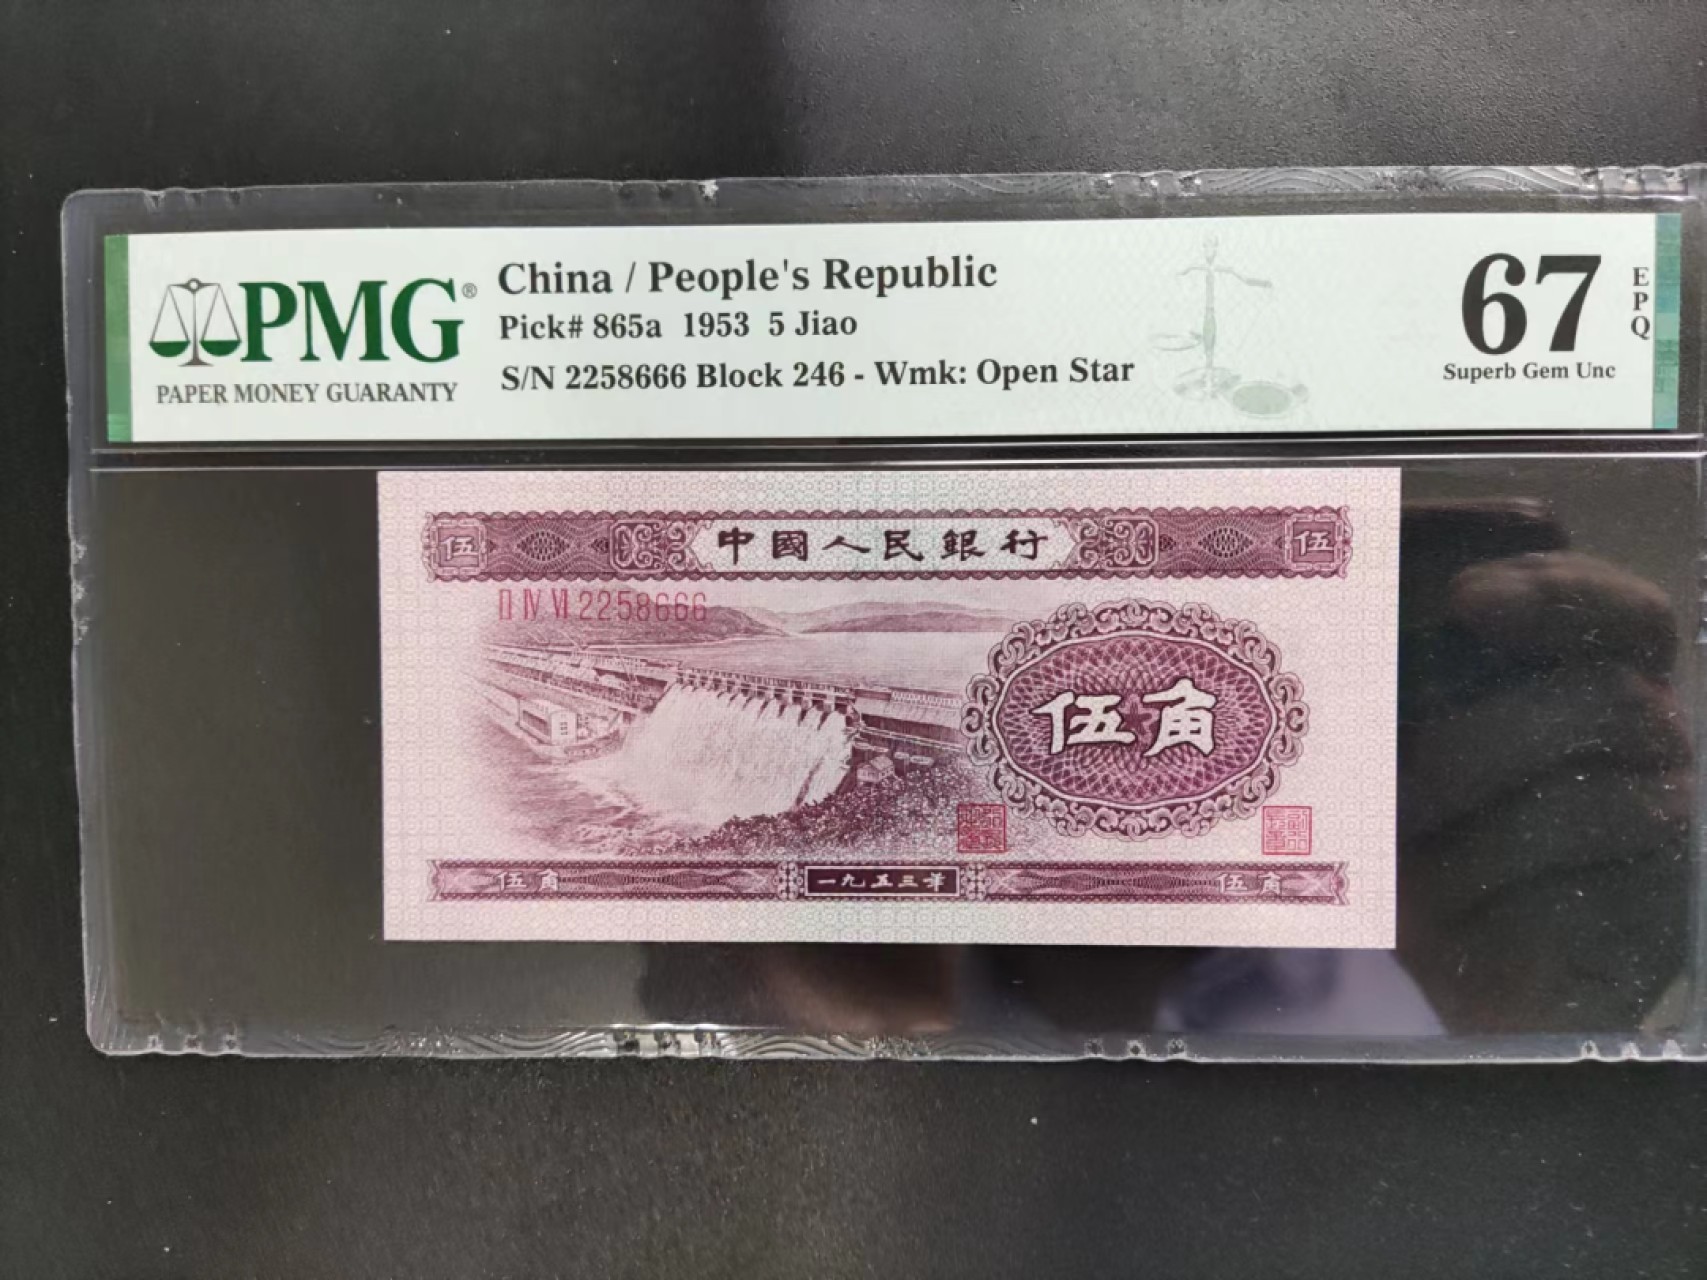 PMG®
PAPER MONEY GUARANTY
China / People's Republic
Pick# 865a 1953 5 Jiao
S/N 2258666 Block 246 - Wmk: Open Star
67
EPQ
Superb Gem Unc
伍 中國人民銀行 伍
II IV VI 2258666
伍角
伍角 一九五三年 伍角